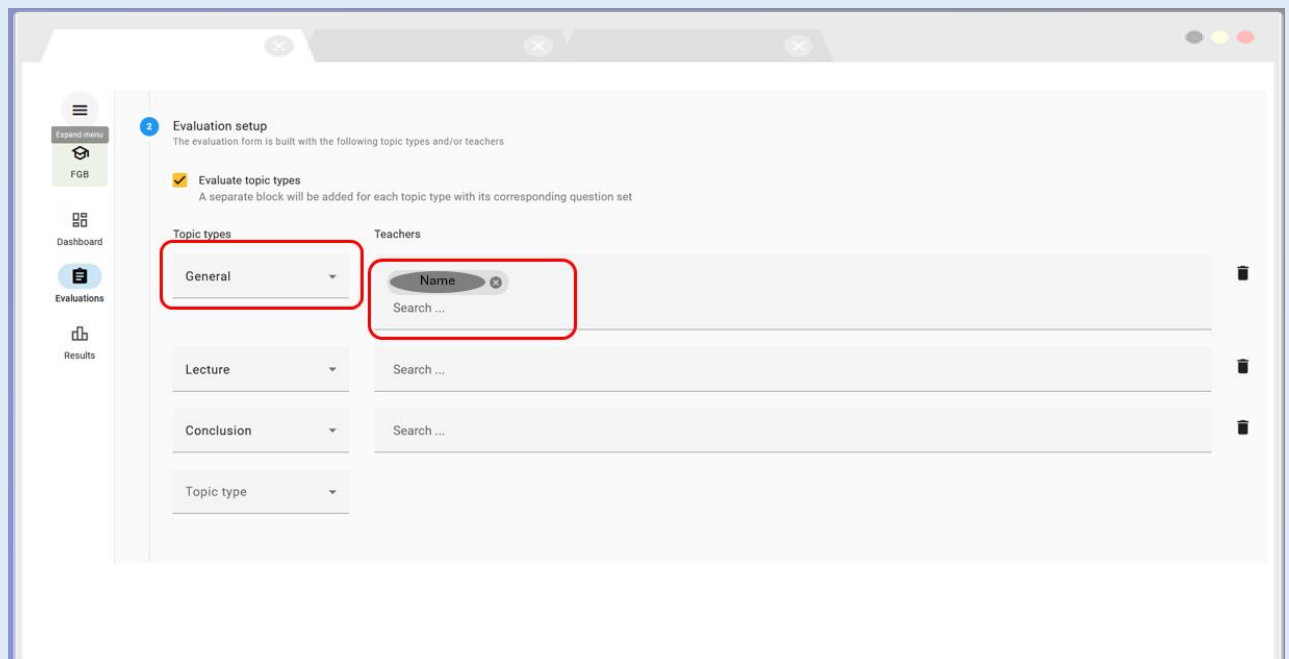 Expand menu
FGB
Dashboard
Evaluations
Results
2
Evaluation setup
The evaluation form is built with the following topic types and/or teachers
Evaluate topic types
A separate block will be added for each topic type with its corresponding question set
Topic types Teachers
General
Name
Search ...
Lecture Search ...
Conclusion Search ...
Topic type